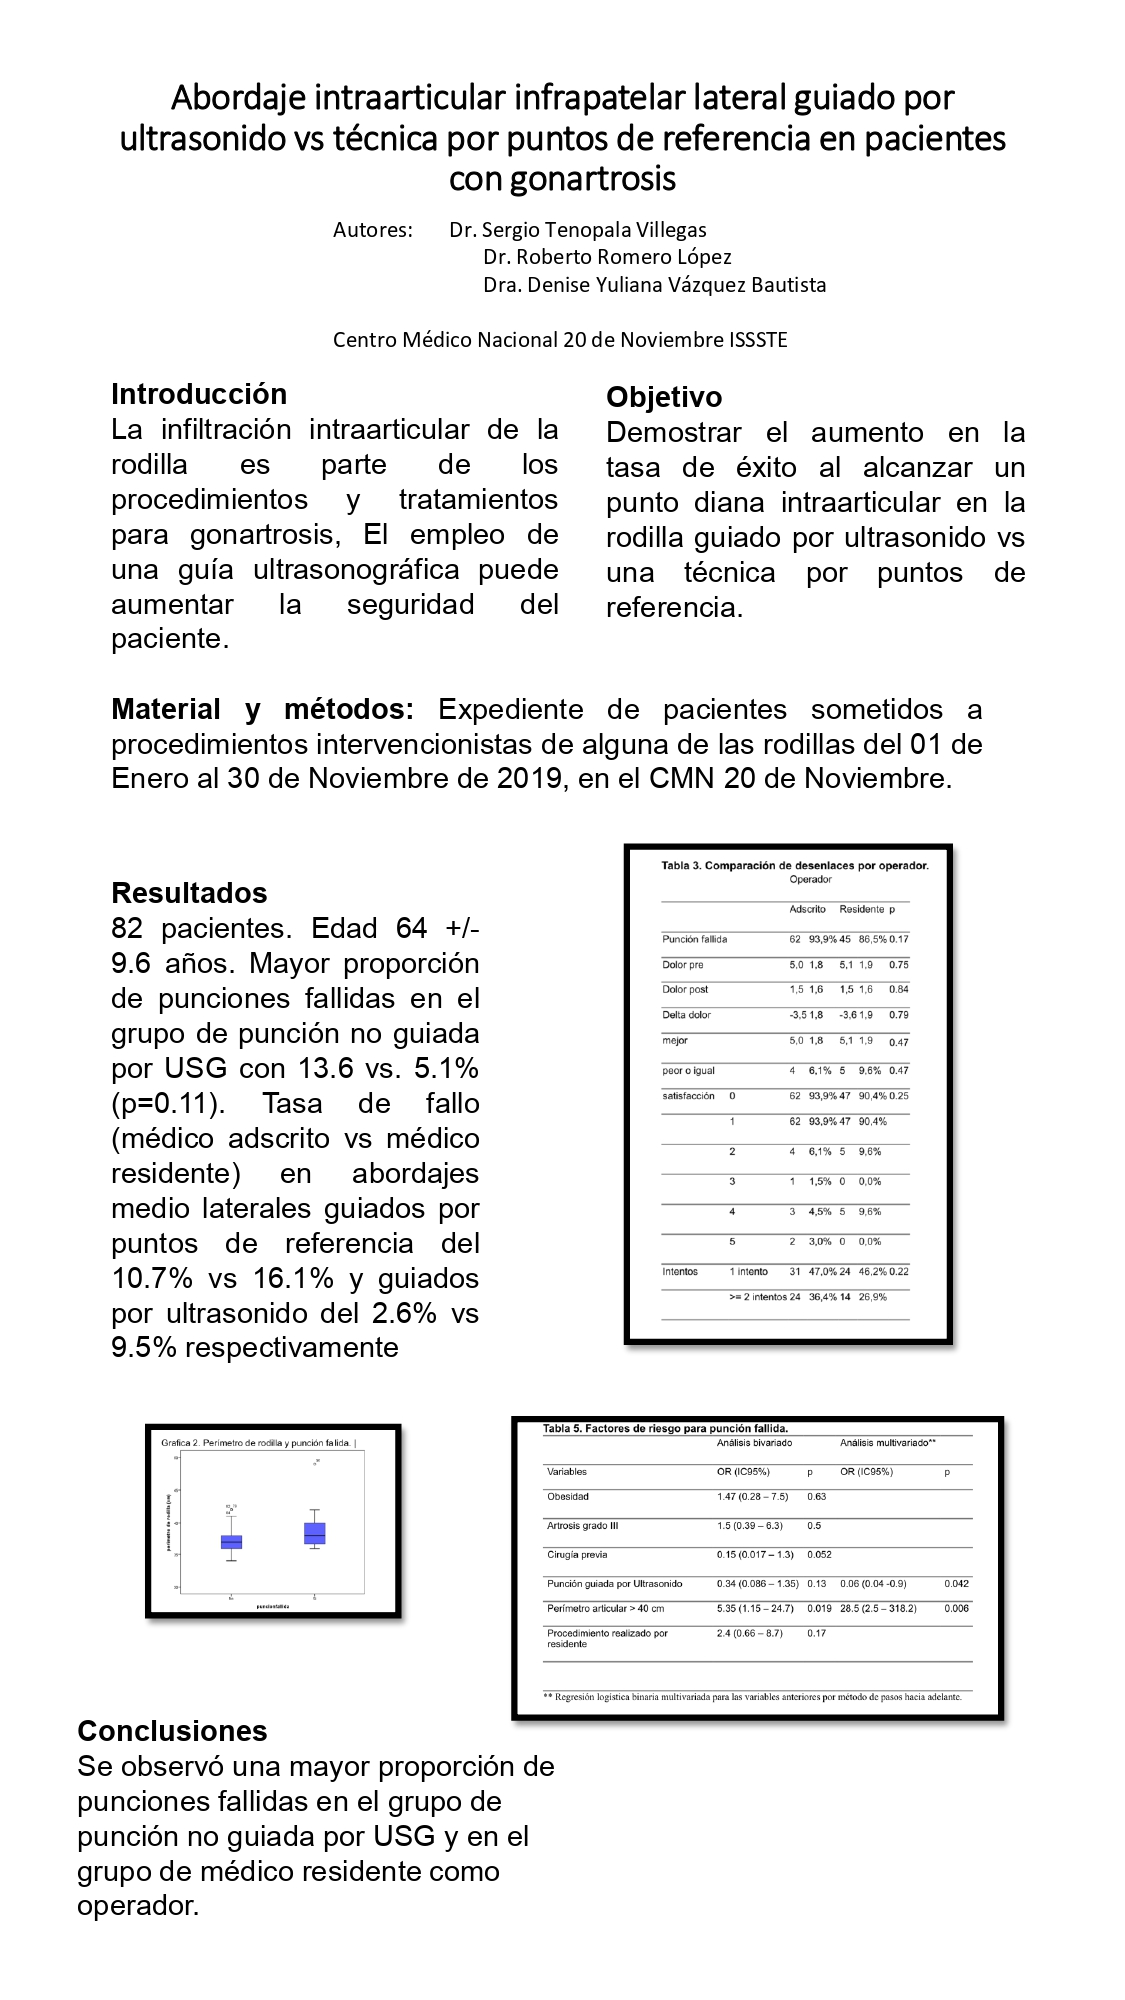 Abordaje intraarticular infrapatelar lateral guiado por
ultrasonido vs técnica por puntos de referencia en pacientes
con gonartrosis
Autores: Dr. Sergio Tenopala Villegas
Dr. Roberto Romero López
Dra. Denise Yuliana Vázquez Bautista
Centro Médico Nacional 20 de Noviembre ISSSTE
Introducción
La infiltración intraarticular de la
rodilla es parte de los
procedimientos y tratamientos
para gonartrosis, El empleo de
una guía ultrasonográfica puede
aumentar la seguridad del
paciente.
Objetivo
Demostrar el aumento en la
tasa de éxito al alcanzar un
punto diana intraarticular en la
rodilla guiado por ultrasonido vs
una técnica por puntos de
referencia.
Material y métodos: Expediente de pacientes sometidos a
procedimientos intervencionistas de alguna de las rodillas del 01 de
Enero al 30 de Noviembre de 2019, en el CMN 20 de Noviembre.
Resultados
82 pacientes. Edad 64 +/-
9.6 años. Mayor proporción
de punciones fallidas en el
grupo de punción no guiada
por USG con 13.6 vs. 5.1%
(p=0.11). Tasa de fallo
(médico adscrito vs médico
residente) en abordajes
medio laterales guiados por
puntos de referencia del
10.7% vs 16.1% y guiados
por ultrasonido del 2.6% vs
9.5% respectivamente
Tabla 3. Comparación de desenlaces por operador.
Operador
Adscrito Residente p
Punción fallida 62 93,9% 45 86,5% 0.17
Dolor pre 5,0 1,8 5,1 1,9 0.75
Dolor post 1,5 1,6 1,5 1,6 0.84
Delta dolor -3,5 1,8 -3,6 1,9 0.79
mejor 5,0 1,8 5,1 1,9 0.47
peor o igual 4 6,1% 5 9,6% 0.47
satisfacción 0 62 93,9% 47 90,4% 0.25
1 62 93,9% 47 90,4%
2 4 6,1% 5 9,6%
3 1 1,5% 0 0,0%
4 3 4,5% 5 9,6%
5 2 3,0% 0 0,0%
Intentos 1 intento 31 47,0% 24 46,2% 0.22
>= 2 intentos 24 36,4% 14 26,9%
Grafica 2. Perimetro de rodilla y punción falida. |
perimetro de rodilla (cm)
puncionfallida
Tabla 5. Factores de riesgo para punción fallida.
Análisis bivariado Análisis multivariado**
Variables OR (IC95%) p OR (IC95%) p
Obesidad 1.47 (0.28 – 7.5) 0.63
Artrosis grado III 1.5 (0.39 – 6.3) 0.5
Cirugía previa 0.15 (0.017 – 1.3) 0.052
Punción guiada por Ultrasonido 0.34 (0.086 – 1.35) 0.13 0.06 (0.04 -0.9) 0.042
Perímetro articular > 40 cm 5.35 (1.15 – 24.7) 0.019 28.5 (2.5 – 318.2) 0.006
Procedimiento realizado por 2.4 (0.66 – 8.7) 0.17
residente
** Regresión logística binaria multivariada para las variables anteriores por método de pasos hacia adelante.
Conclusiones
Se observó una mayor proporción de
punciones fallidas en el grupo de
punción no guiada por USG y en el
grupo de médico residente como
operador.